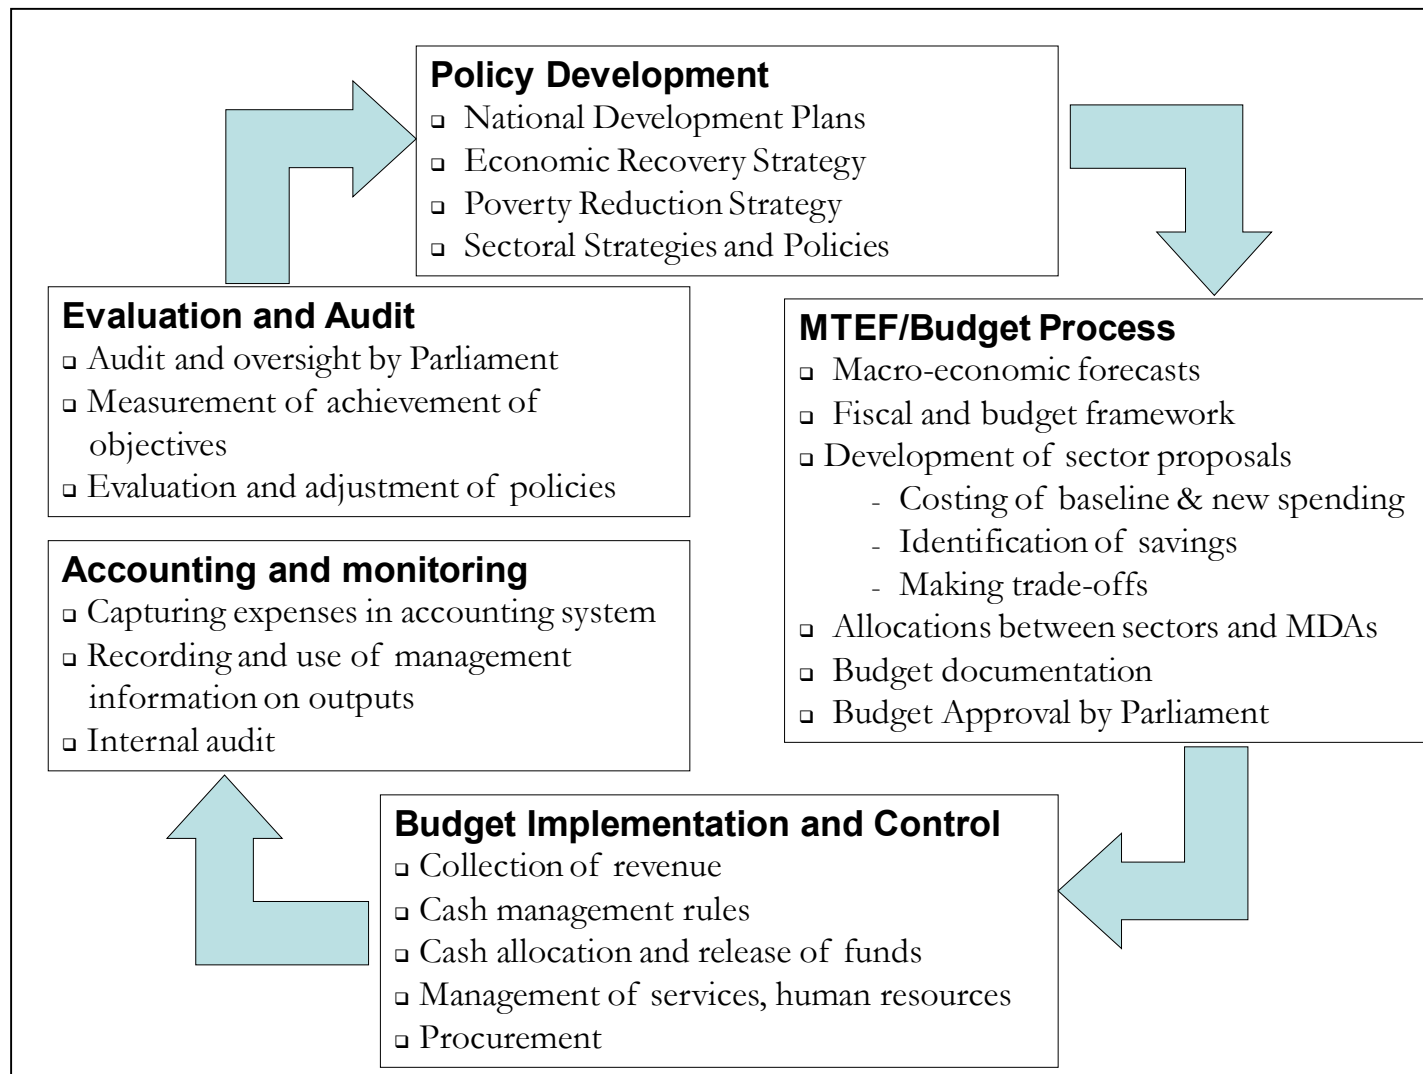 Policy Development
❑ National Development Plans
❑ Economic Recovery Strategy
❑ Poverty Reduction Strategy
❑ Sectoral Strategies and Policies
MTEF/Budget Process
❑ Macro-economic forecasts
❑ Fiscal and budget framework
❑ Development of sector proposals
- Costing of baseline & new spending
- Identification of savings
- Making trade-offs
❑ Allocations between sectors and MDAs
❑ Budget documentation
❑ Budget Approval by Parliament
Budget Implementation and Control
❑ Collection of revenue
❑ Cash management rules
❑ Cash allocation and release of funds
❑ Management of services, human resources
❑ Procurement
Accounting and monitoring
❑ Capturing expenses in accounting system
❑ Recording and use of management
information on outputs
❑ Internal audit
Evaluation and Audit
❑ Audit and oversight by Parliament
❑ Measurement of achievement of
objectives
❑ Evaluation and adjustment of policies